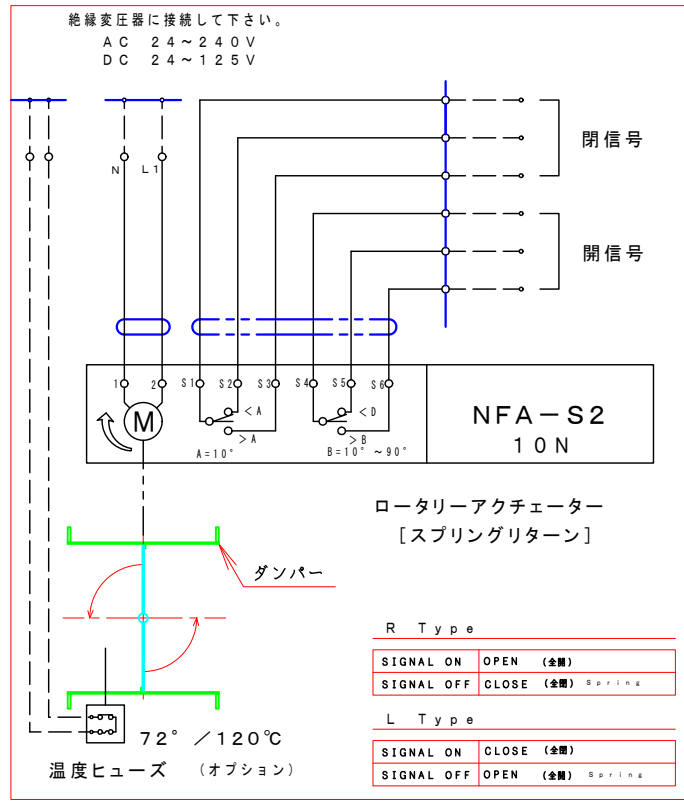 絶縁変圧器に接続して下さい。
AC 24~240V
DC 24~125V
閉信号
N L1
開信号
1 2 S1 S2 S3 S4 S5 S6
M
<A
>A
A=10°
<D
>B
B=10° ~90°
NFA-S2
10N
ロータリーアクチェーター
[スプリングリターン]
ダンパー
R Type
SIGNAL ON OPEN (全開)
SIGNAL OFF CLOSE (全閉) Spring
L Type
SIGNAL ON CLOSE (全閉)
SIGNAL OFF OPEN (全開) Spring
72° /120℃
温度ヒューズ (オプション)